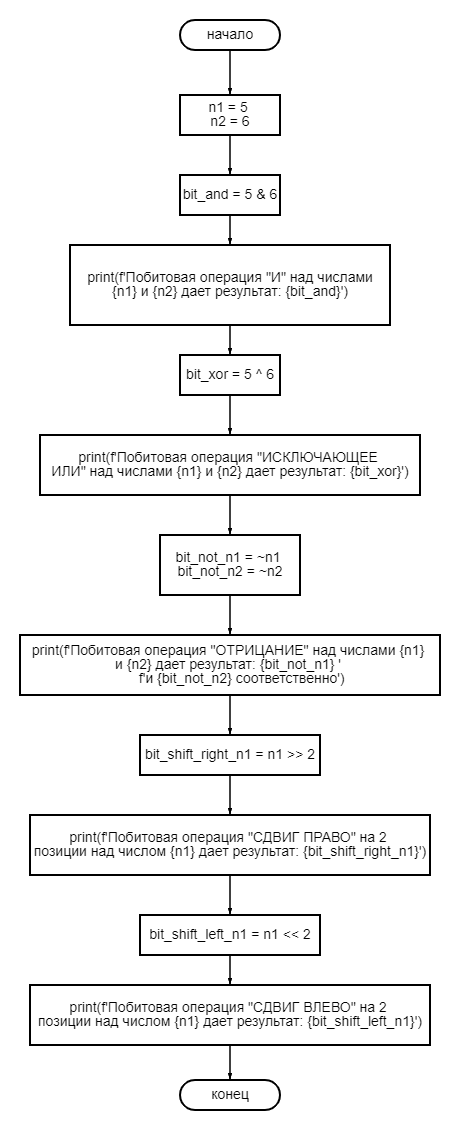 начало
n1 = 5
n2 = 6
bit_and = 5 & 6
print(f'Побитовая операция "И" над числами
{n1} и {n2} дает результат: {bit_and}')
bit_xor = 5 ^ 6
print(f'Побитовая операция "ИСКЛЮЧАЮЩЕЕ
ИЛИ" над числами {n1} и {n2} дает результат: {bit_xor}')
bit_not_n1 = ~n1
bit_not_n2 = ~n2
print(f'Побитовая операция "ОТРИЦАНИЕ" над числами {n1}
и {n2} дает результат: {bit_not_n1} '
f'и {bit_not_n2} соответственно')
bit_shift_right_n1 = n1 >> 2
print(f'Побитовая операция "СДВИГ ПРАВО" на 2
позиции над числом {n1} дает результат: {bit_shift_right_n1}')
bit_shift_left_n1 = n1 << 2
print(f'Побитовая операция "СДВИГ ВЛЕВО" на 2
позиции над числом {n1} дает результат: {bit_shift_left_n1}')
конец